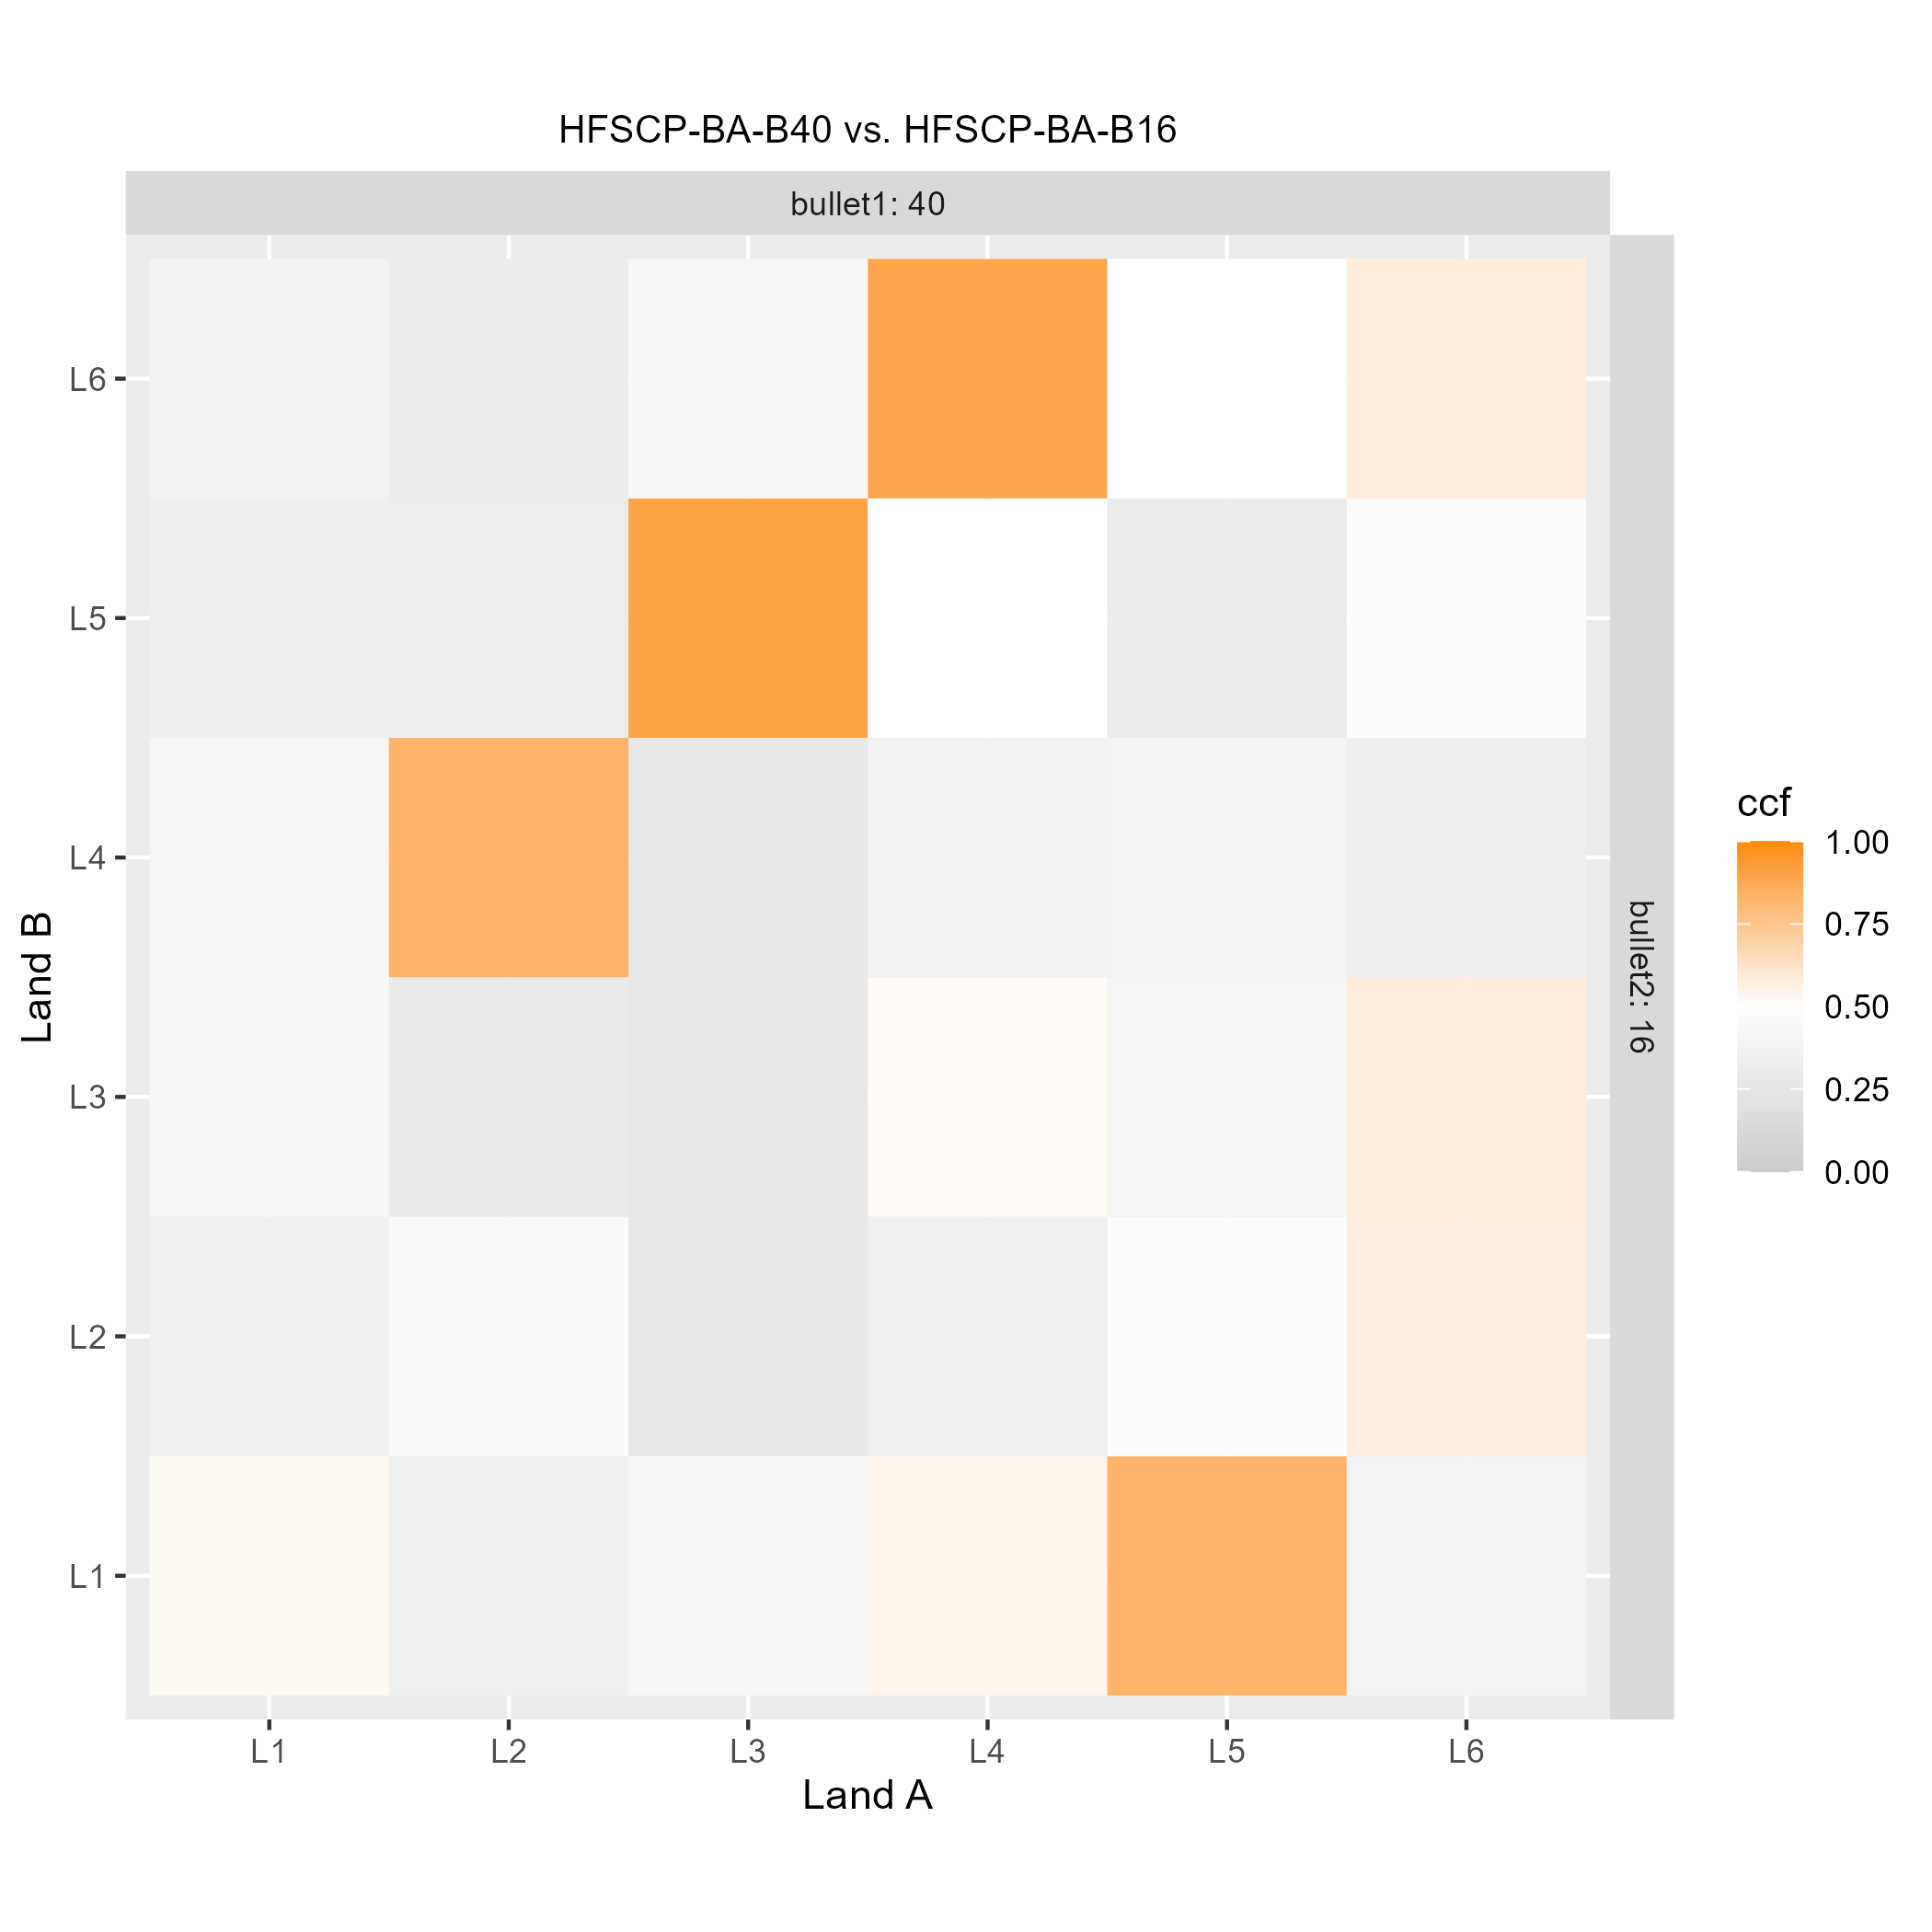 HFSCP-BA-B40 vs. HFSCP-BA-B16
bullet1: 40
L6
L5
L4
L3
L2
L1
Land B
bullet2: 16
ccf
1.00
0.75
0.50
0.25
0.00
L1 L2 L3 L4 L5 L6
Land A